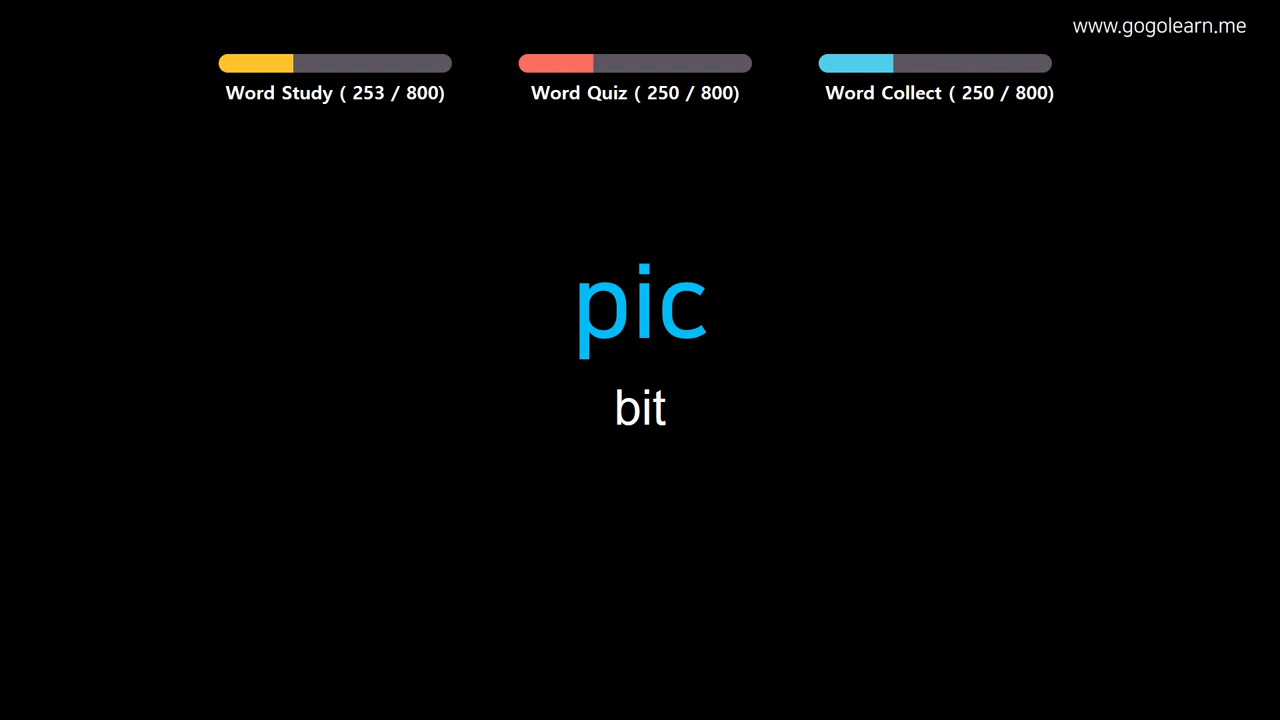 www.gogolearn.me
Word Study ( 253 / 800)
Word Quiz ( 250 / 800)
Word Collect ( 250 / 800)
pic
bit